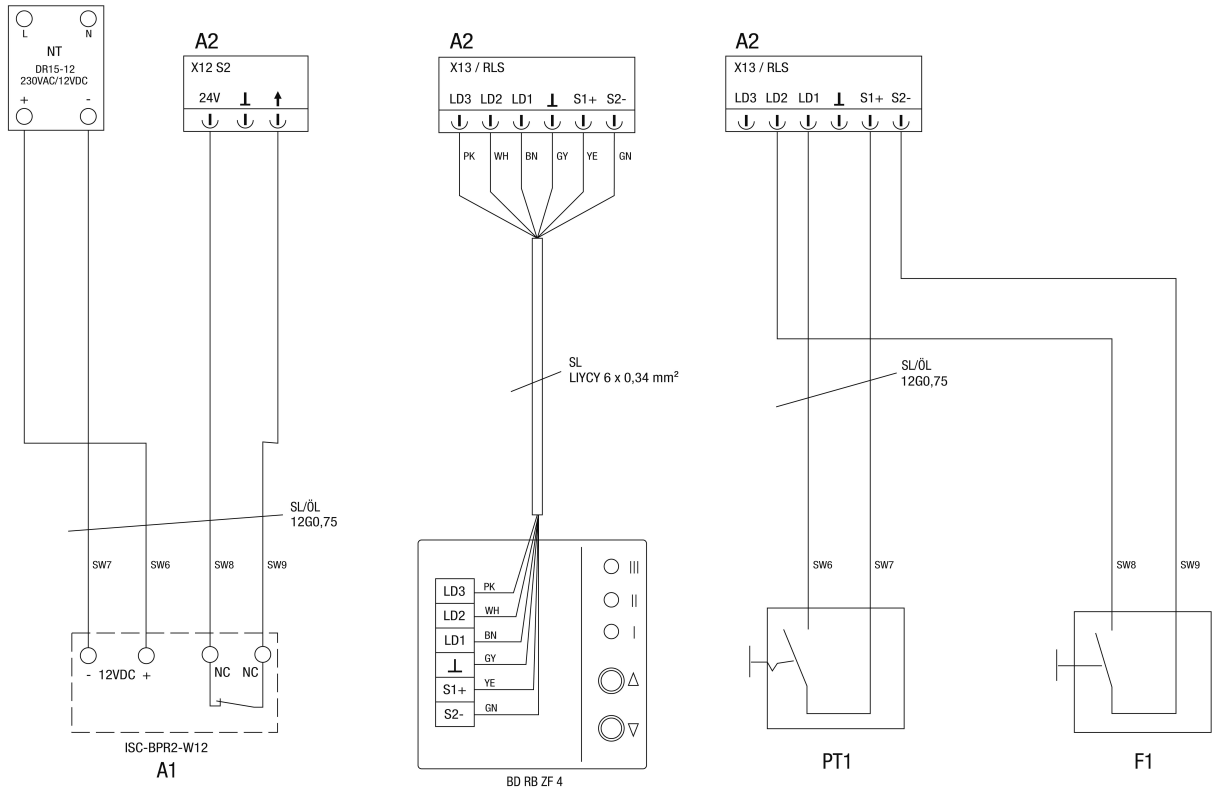 L N
NT
DR15-12
230VAC/12VDC
+ -
A2
X12 S2
24V ⊥ ↑
SL/ÖL
12G0,75
SW7 SW6 SW8 SW9
- 12VDC + NC NC
ISC-BPR2-W12
A1
A2
X13 / RLS
LD3 LD2 LD1 ⊥ S1+ S2-
PK WH BN GY YE GN
SL
LIYCY 6 x 0,34 mm²
LD3 PK
LD2 WH
LD1 BN
⊥ GY
S1+ YE
S2- GN
III
II
I
△
▽
BD RB ZF 4
A2
X13 / RLS
LD3 LD2 LD1 ⊥ S1+ S2-
SL/ÖL
12G0,75
SW6 SW7 SW8 SW9
PT1 F1